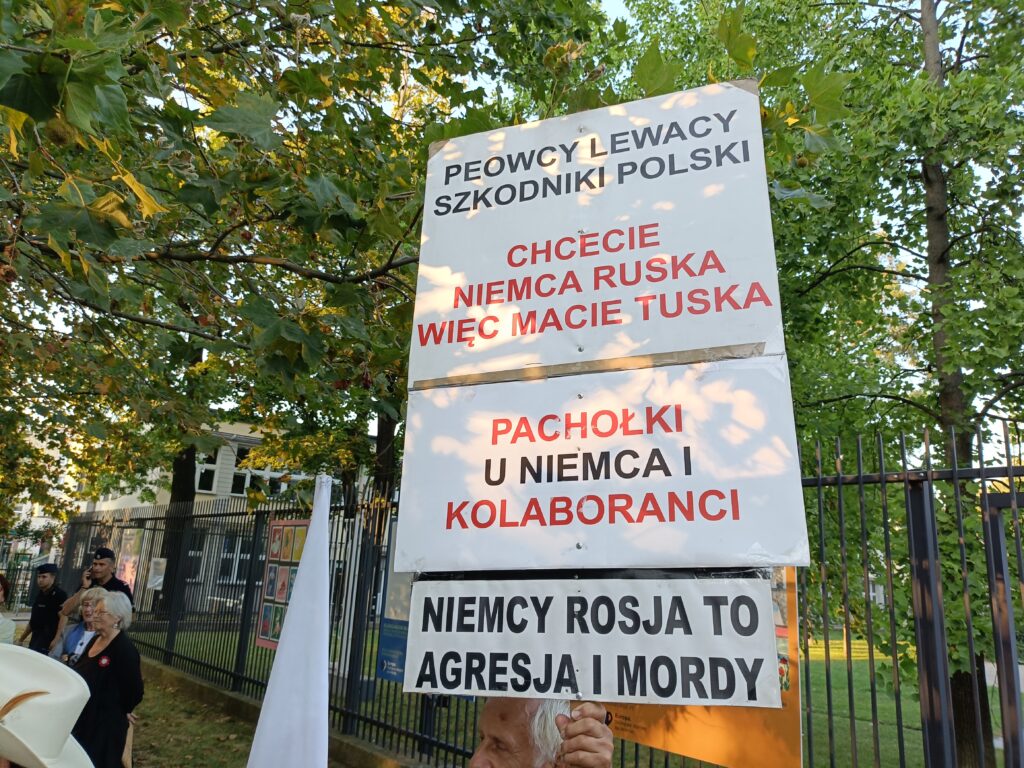 PEOWCY LEWACY
SZKODNIKI POLSKI
CHCECIE
NIEMCA RUSKA
WIĘC MACIE TUSKA
PACHOŁKI
U NIEMCA I
KOLABORANCI
NIEMCY ROSJA TO
AGRESJA I MORDY